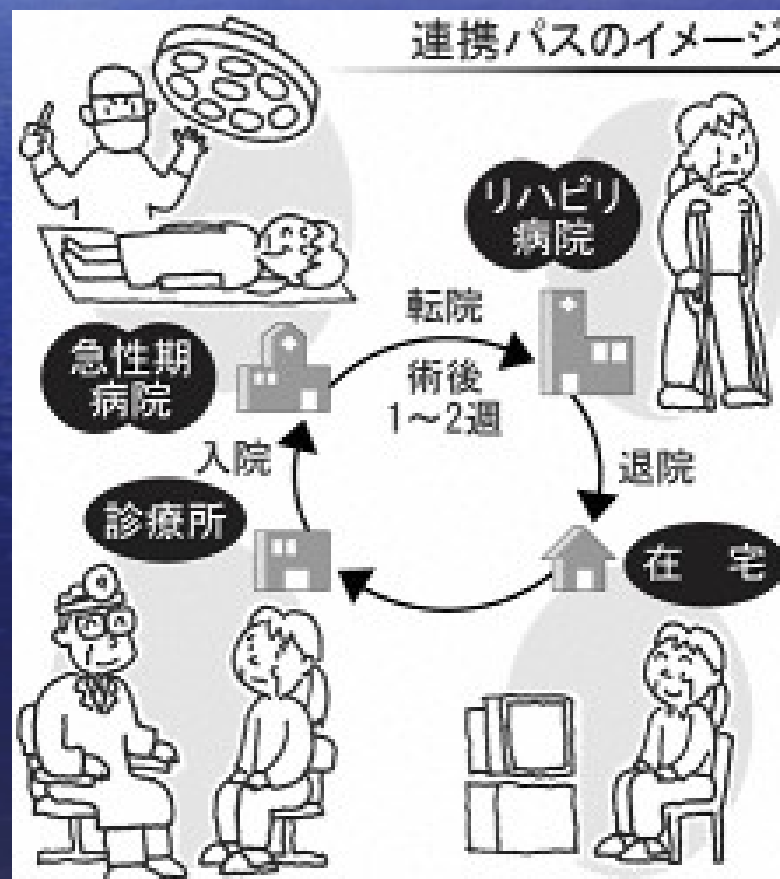 連携パスのイメージ
リハビリ
病院
転院
急性期
病院
術後
1〜2週
入院
退院
診療所
在　宅